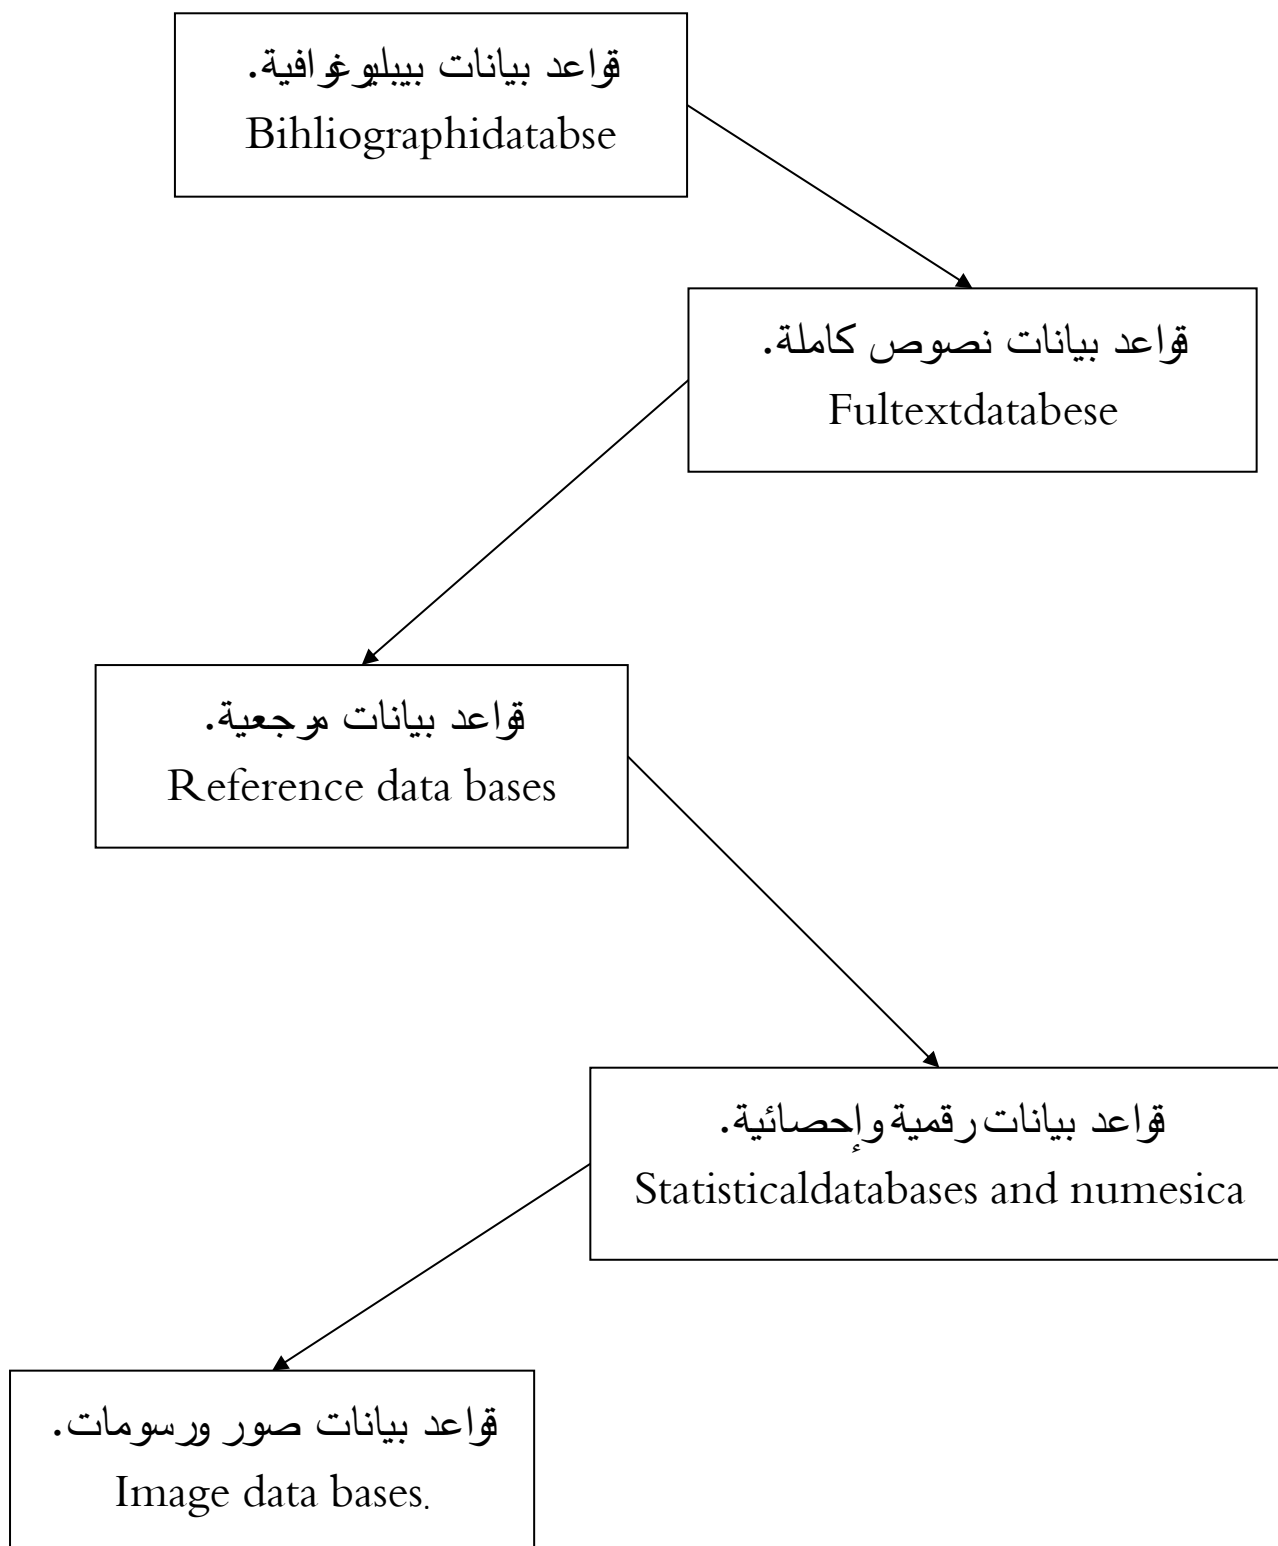 قواعد بيانات بيبليوغرافية.
Bihliographidatabse
قواعد بيانات نصوص كاملة.
Fultextdatabese
قواعد بيانات مرجعية.
Reference data bases
قواعد بيانات رقمية وإحصائية.
Statisticaldatabases and numesica
قواعد بيانات صور ورسومات.
Image data bases.